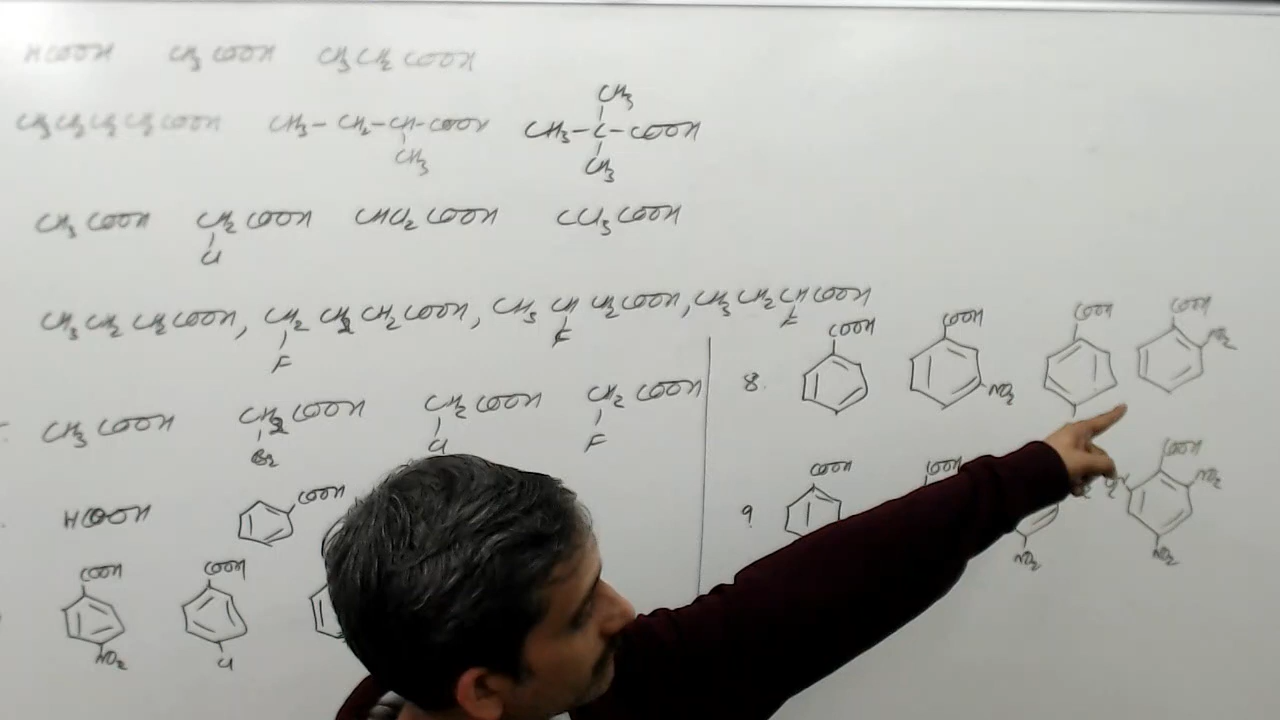 HCOOH CH3COOH CH3CH2COOH
CH3CH2CH2CH2COOH CH3-CH2-CH-COOH
CH3
CH3
CH3-C-COOH
CH3
CH3COOH CH2COOH CHCl2COOH CCl3COOH
Cl
CH3CH2CH2COOH, CH2CH2CH2COOH, CH3CHCH2COOH, CH3CH2CHCOOH
F F F
CH3COOH CH2COOH CH2COOH CH2COOH
Br Cl F
HCOOH COOH
COOH COOH
NO2 Cl
8. COOH COOH COOH COOH
NO2 NO2
9 COOH COOH COOH
NO2
NO2 NO2